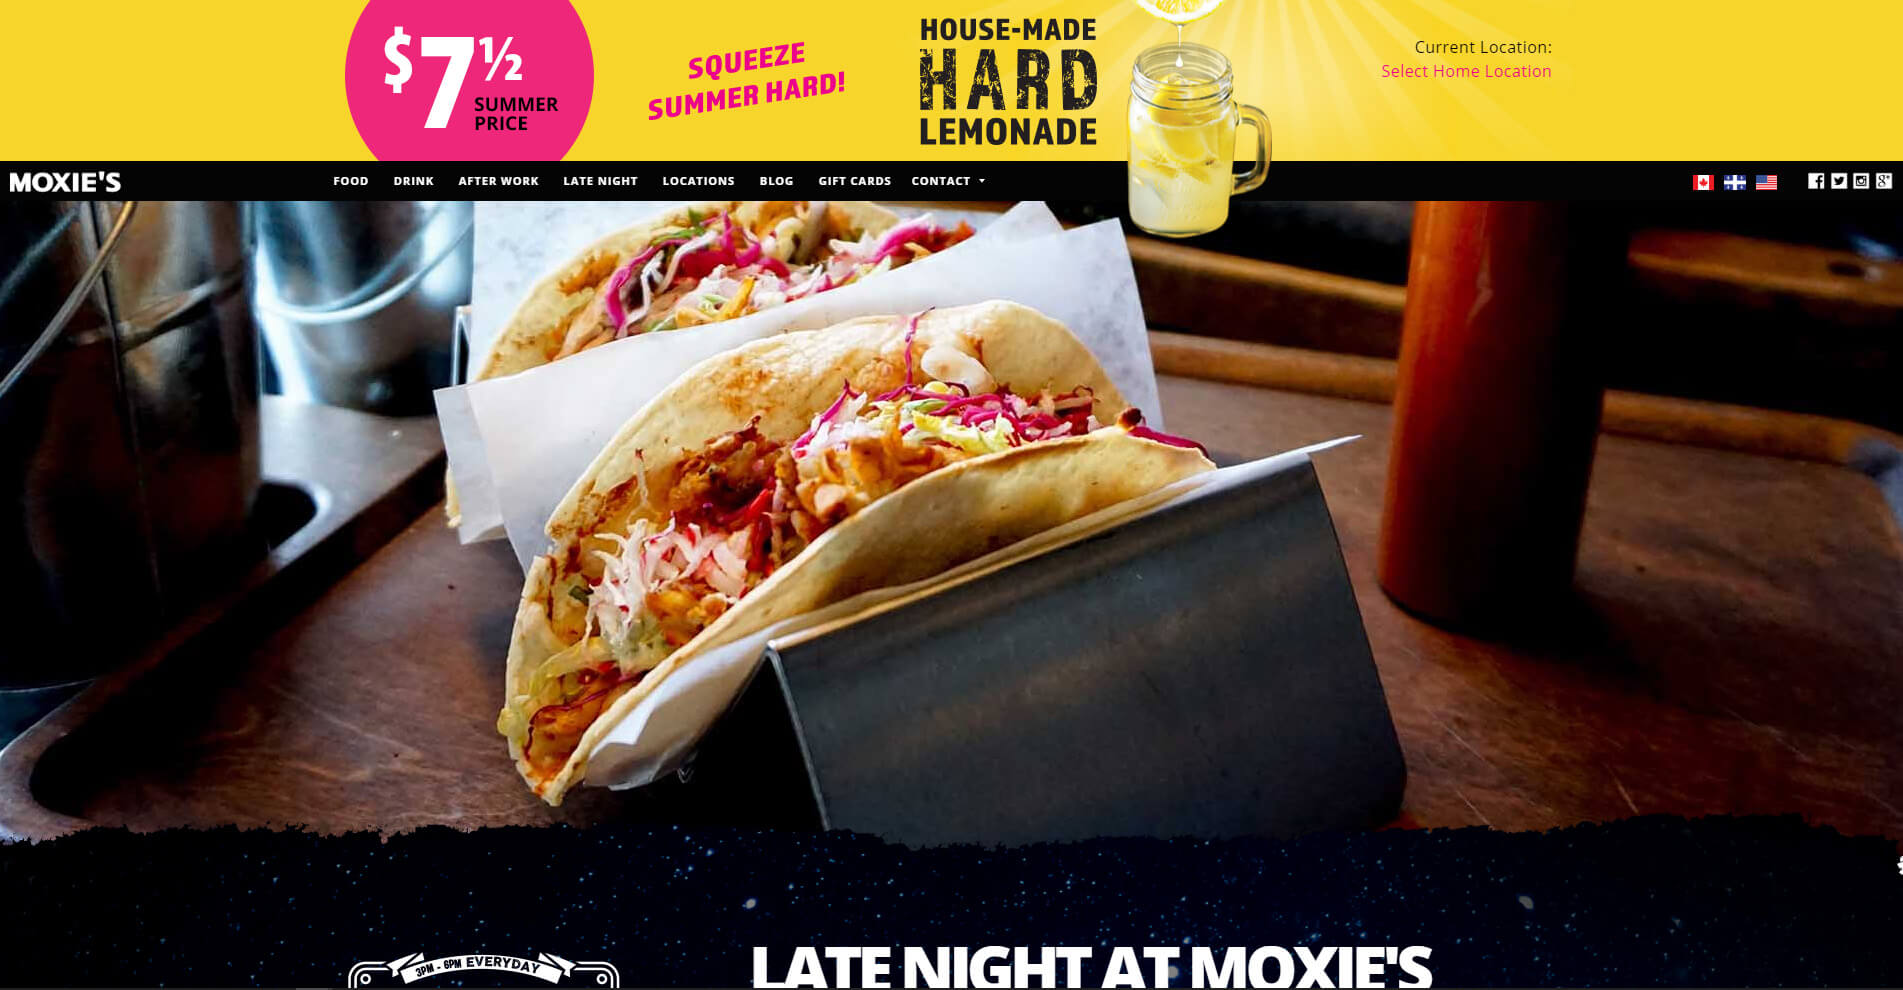 $7½
SUMMER
PRICE
SQUEEZE
SUMMER HARD!
HOUSE-MADE
HARD
LEMONADE
Current Location:
Select Home Location
MOXIE'S
FOOD DRINK AFTER WORK LATE NIGHT LOCATIONS BLOG GIFT CARDS CONTACT
3PM - 6PM EVERYDAY
LATE NIGHT AT MOXIE'S